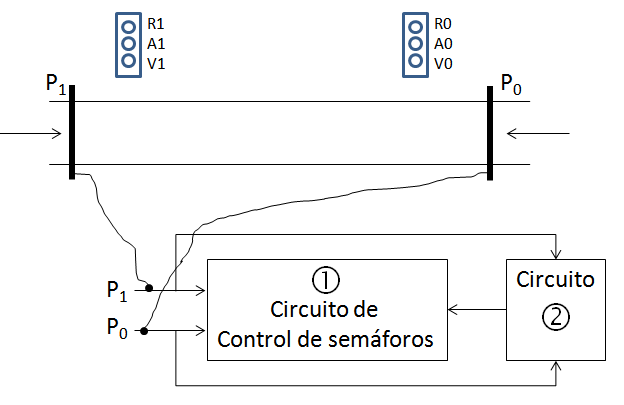 R1
A1
V1
R0
A0
V0
P1
P0
P1
P0
①
Circuito de
Control de semáforos
Circuito
②